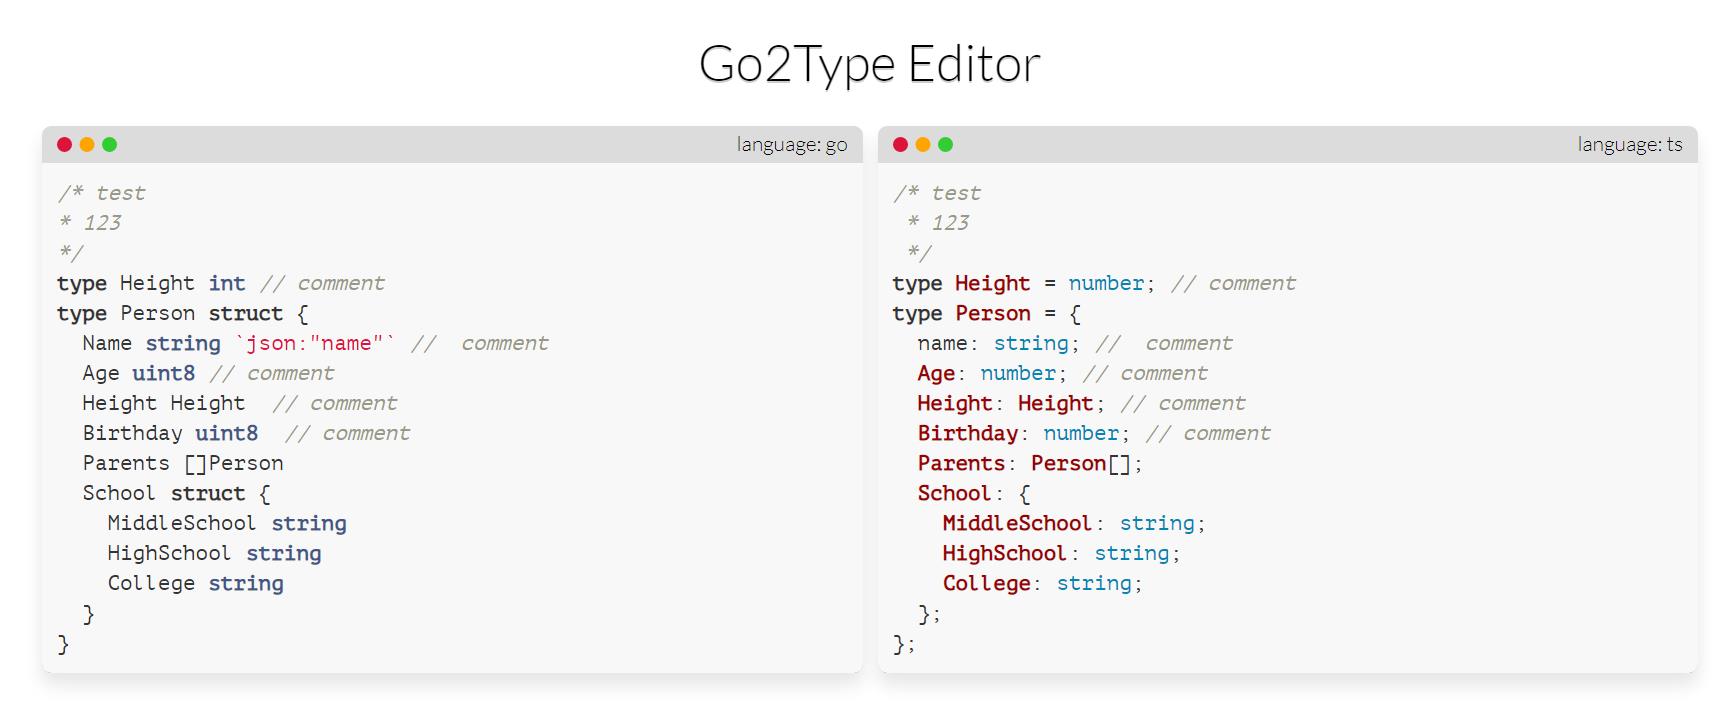 Go2Type Editor
language: go
/* test
* 123
*/
type Height int // comment
type Person struct {
  Name string `json:"name"` //  comment
  Age uint8 // comment
  Height Height  // comment
  Birthday uint8  // comment
  Parents []Person
  School struct {
    MiddleSchool string
    HighSchool string
    College string
  }
}
language: ts
/* test
 * 123
 */
type Height = number; // comment
type Person = {
  name: string; //  comment
  Age: number; // comment
  Height: Height; // comment
  Birthday: number; // comment
  Parents: Person[];
  School: {
    MiddleSchool: string;
    HighSchool: string;
    College: string;
  };
};